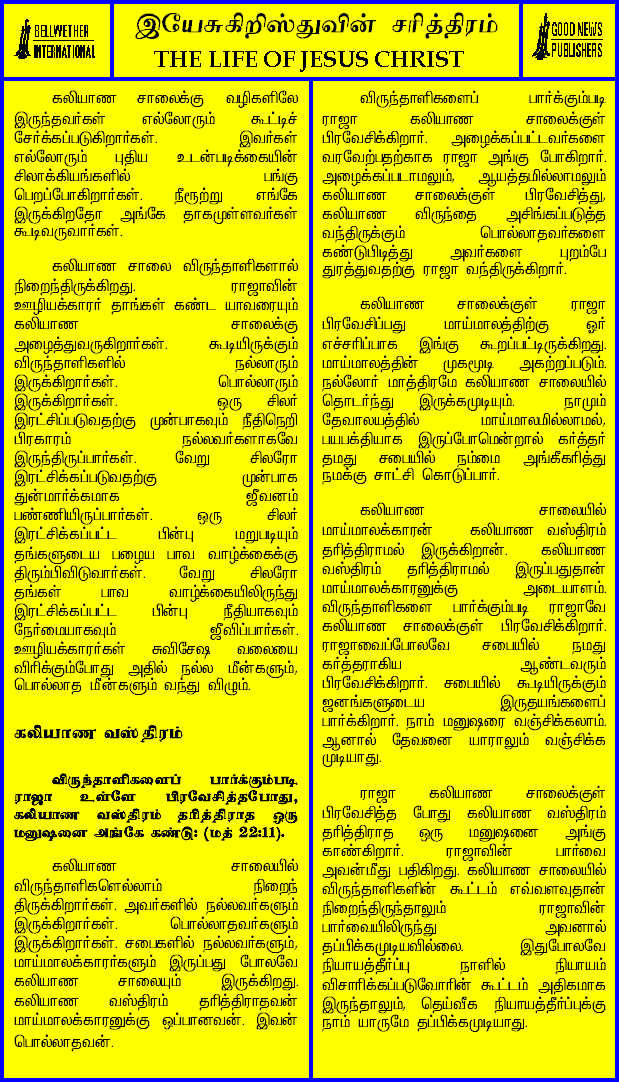 BELLWETHER
INTERNATIONAL
இயேசுகிறிஸ்துவின் சரித்திரம்
THE LIFE OF JESUS CHRIST
GOOD NEWS
PUBLISHERS
கலியாண சாலைக்கு வழிகளிலே
இருந்தவர்கள் எல்லோரும் கூட்டிச்
சேர்க்கப்படுகிறார்கள். இவர்கள்
எல்லோரும் புதிய உடன்படிக்கையின்
சிலாக்கியங்களில் பங்கு
பெறப்போகிறார்கள். நீரூற்று எங்கே
இருக்கிறதோ அங்கே தாகமுள்ளவர்கள்
கூடிவருவார்கள்.
கலியாண சாலை விருந்தாளிகளால்
நிறைந்திருக்கிறது. ராஜாவின்
ஊழியக்காரர் தாங்கள் கண்ட யாவரையும்
கலியாண சாலைக்கு
அழைத்துவருகிறார்கள். கூடியிருக்கும்
விருந்தாளிகளில் நல்லாரும்
இருக்கிறார்கள். பொல்லாரும்
இருக்கிறார்கள். ஒரு சிலர்
இரட்சிப்படுவதற்கு முன்பாகவும் நீதிநெறி
பிரகாரம் நல்லவர்களாகவே
இருந்திருப்பார்கள். வேறு சிலரோ
இரட்சிக்கப்படுவதற்கு முன்பாக
துன்மார்க்கமாக ஜீவனம்
பண்ணியிருப்பார்கள். ஒரு சிலர்
இரட்சிக்கப்பட்ட பின்பு மறுபடியும்
தங்களுடைய பழைய பாவ வாழ்க்கைக்கு
திரும்பிவிடுவார்கள். வேறு சிலரோ
தங்கள் பாவ வாழ்க்கையிலிருந்து
இரட்சிக்கப்பட்ட பின்பு நீதியாகவும்
நேர்மையாகவும் ஜீவிப்பார்கள்.
ஊழியக்காரர்கள் சுவிசேஷ வலையை
விரிக்கும்போது அதில் நல்ல மீன்களும்,
பொல்லாத மீன்களும் வந்து விழும்.
கலியாண வஸ்திரம்
விருந்தாளிகளைப் பார்க்கும்படி
ராஜா உள்ளே பிரவேசித்தபோது,
கலியாண வஸ்திரம் தரித்திராத ஒரு
மனுஷனை அங்கே கண்டு: (மத் 22:11).
கலியாண சாலையில்
விருந்தாளிகளெல்லாம் நிறைந்
திருக்கிறார்கள். அவர்களில் நல்லவர்களும்
இருக்கிறார்கள். பொல்லாதவர்களும்
இருக்கிறார்கள். சபைகளில் நல்லவர்களும்,
மாய்மாலக்காரர்களும் இருப்பது போலவே
கலியாண சாலையும் இருக்கிறது.
கலியாண வஸ்திரம் தரித்திராதவன்
மாய்மாலக்காரனுக்கு ஒப்பானவன். இவன்
பொல்லாதவன்.
விருந்தாளிகளைப் பார்க்கும்படி
ராஜா கலியாண சாலைக்குள்
பிரவேசிக்கிறார். அழைக்கப்பட்டவர்களை
வரவேற்பதற்காக ராஜா அங்கு போகிறார்.
அழைக்கப்படாமலும், ஆயத்தமில்லாமலும்
கலியாண சாலைக்குள் பிரவேசித்து,
கலியாண விருந்தை அசிங்கப்படுத்த
வந்திருக்கும் பொல்லாதவர்களை
கண்டுபிடித்து அவர்களை புறம்பே
துரத்துவதற்கு ராஜா வந்திருக்கிறார்.
கலியாண சாலைக்குள் ராஜா
பிரவேசிப்பது மாய்மாலத்திற்கு ஓர்
எச்சரிப்பாக இங்கு கூறப்பட்டிருக்கிறது.
மாய்மாலத்தின் முகமூடி அகற்றப்படும்.
நல்லோர் மாத்திரமே கலியாண சாலையில்
தொடர்ந்து இருக்கமுடியும். நாமும்
தேவாலயத்தில் மாய்மாலமில்லாமல்,
பயபக்தியாக இருப்போமென்றால் கர்த்தர்
தமது சபையில் நம்மை அங்கீகரித்து
நமக்கு சாட்சி கொடுப்பார்.
கலியாண சாலையில்
மாய்மாலக்காரன் கலியாண வஸ்திரம்
தரித்திராமல் இருக்கிறான். கலியாண
வஸ்திரம் தரித்திராமல் இருப்பதுதான்
மாய்மாலக்காரனுக்கு அடையாளம்.
விருந்தாளிகளை பார்க்கும்படி ராஜாவே
கலியாண சாலைக்குள் பிரவேசிக்கிறார்.
ராஜாவைப்போலவே சபையில் நமது
கர்த்தராகிய ஆண்டவரும்
பிரவேசிக்கிறார். சபையில் கூடியிருக்கும்
ஜனங்களுடைய இருதயங்களைப்
பார்க்கிறார். நாம் மனுஷரை வஞ்சிக்கலாம்.
ஆனால் தேவனை யாராலும் வஞ்சிக்க
முடியாது.
ராஜா கலியாண சாலைக்குள்
பிரவேசித்த போது கலியாண வஸ்திரம்
தரித்திராத ஒரு மனுஷனை அங்கு
காண்கிறார். ராஜாவின் பார்வை
அவன்மீது பதிகிறது. கலியாண சாலையில்
விருந்தாளிகளின் கூட்டம் எவ்வளவுதான்
நிறைந்திருந்தாலும் ராஜாவின்
பார்வையிலிருந்து அவனால்
தப்பிக்கமுடியவில்லை. இதுபோலவே
நியாயத்தீர்ப்பு நாளில் நியாயம்
விசாரிக்கப்படுவோரின் கூட்டம் அதிகமாக
இருந்தாலும், தெய்வீக நியாயத்தீர்ப்புக்கு
நாம் யாருமே தப்பிக்கமுடியாது.